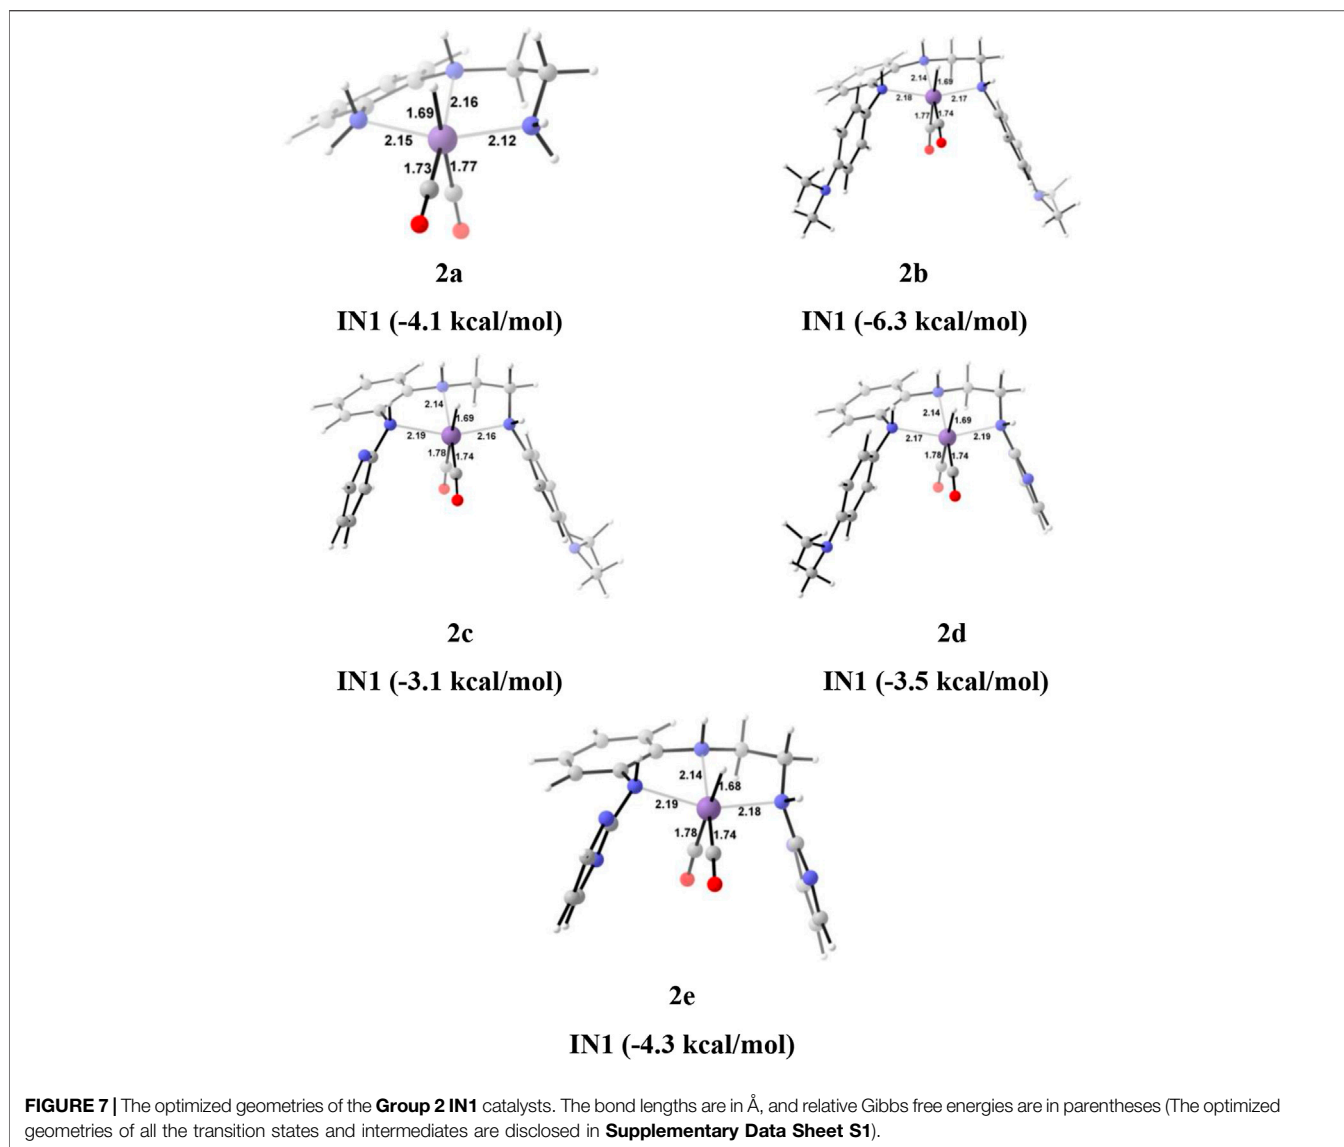 1.69
2.16
2.15
2.12
1.73
1.77
2a
IN1 (-4.1 kcal/mol)
2.14
1.69
2.18
2.17
1.77
1.74
2b
IN1 (-6.3 kcal/mol)
2.14
1.69
2.19
2.16
1.78
1.74
2c
IN1 (-3.1 kcal/mol)
2.14
1.69
2.17
2.19
1.78
1.74
2d
IN1 (-3.5 kcal/mol)
2.14
1.68
2.19
2.18
1.78
1.74
2e
IN1 (-4.3 kcal/mol)
FIGURE 7 | The optimized geometries of the Group 2 IN1 catalysts. The bond lengths are in Å, and relative Gibbs free energies are in parentheses (The optimized
geometries of all the transition states and intermediates are disclosed in Supplementary Data Sheet S1).